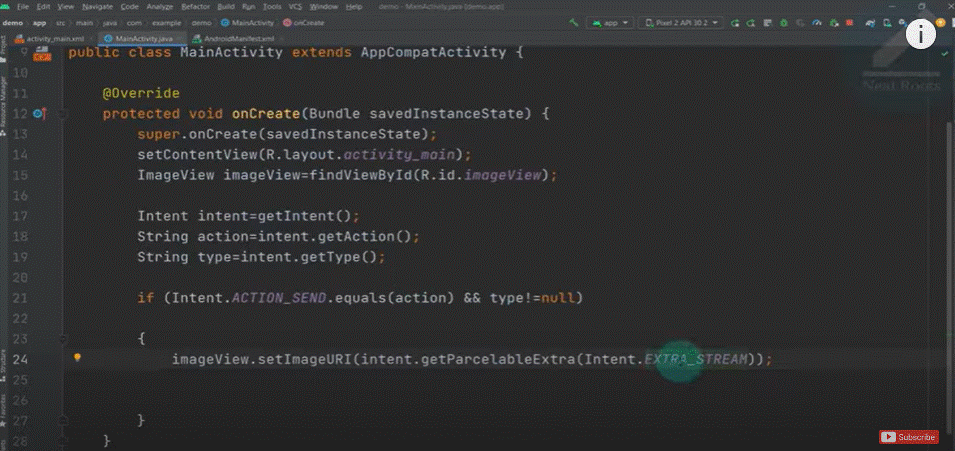 File Edit View Navigate Code Analyze Refactor Build Run Tools VCS Window Help demo - MainActivity.java [demo.app]
demo app src main java com example demo MainActivity onCreate app Pixel 2 API 30 2
activity_main.xml MainActivity.java AndroidManifest.xml
9 public class MainActivity extends AppCompatActivity {
10
11 @Override
12 protected void onCreate(Bundle savedInstanceState) {
13 super.onCreate(savedInstanceState);
14 setContentView(R.layout.activity_main);
15 ImageView imageView=findViewById(R.id.imageView);
16
17 Intent intent=getIntent();
18 String action=intent.getAction();
19 String type=intent.getType();
20
21 if (Intent.ACTION_SEND.equals(action) && type!=null)
22
23 {
24 imageView.setImageURI(intent.getParcelableExtra(Intent.EXTRA_STREAM));
25
26
27 }
28 }
Project
Resource Manager
Structure
Favorites
Neat Roots
i
Subscribe